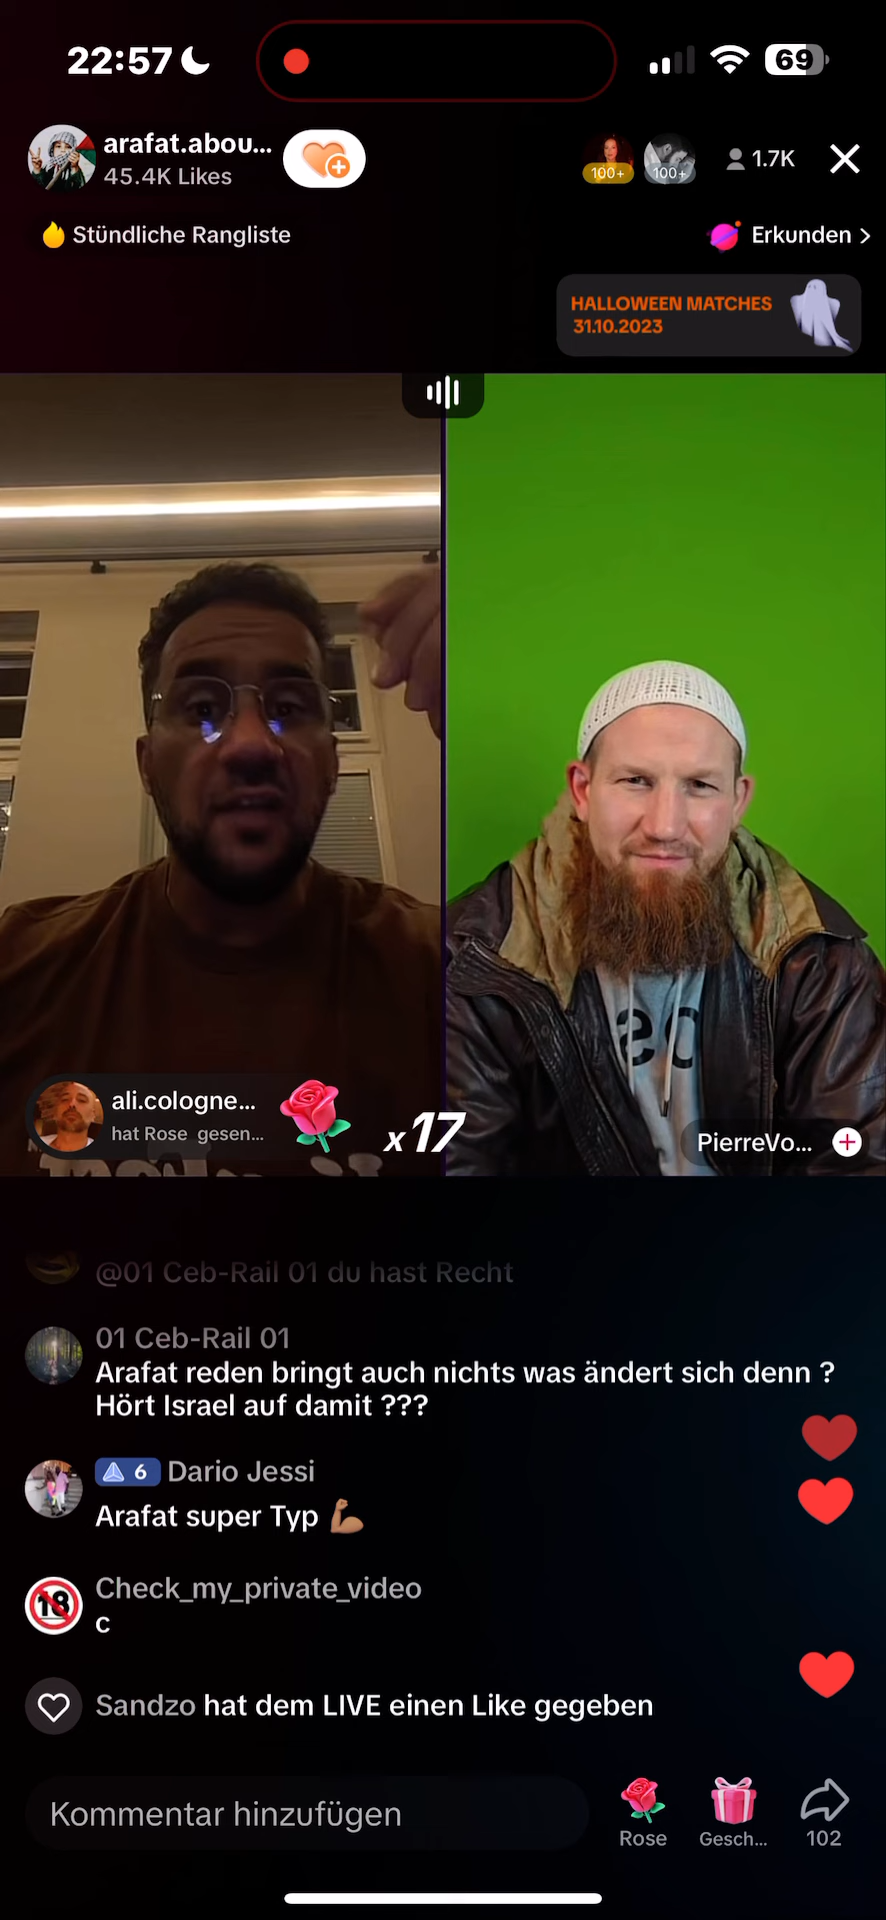 22:57
69
arafat.abou...
45.4K Likes
100+
100+
1.7K
Stündliche Rangliste
Erkunden >
HALLOWEEN MATCHES
31.10.2023
ali.cologne...
hat Rose gesen...
x17
PierreVo...
@01 Ceb-Rail 01 du hast Recht
01 Ceb-Rail 01
Arafat reden bringt auch nichts was ändert sich denn ?
Hört Israel auf damit ???
6 Dario Jessi
Arafat super Typ 💪🏽
18
Check_my_private_video
c
Sandzo hat dem LIVE einen Like gegeben
Kommentar hinzufügen
Rose
Gesch...
102